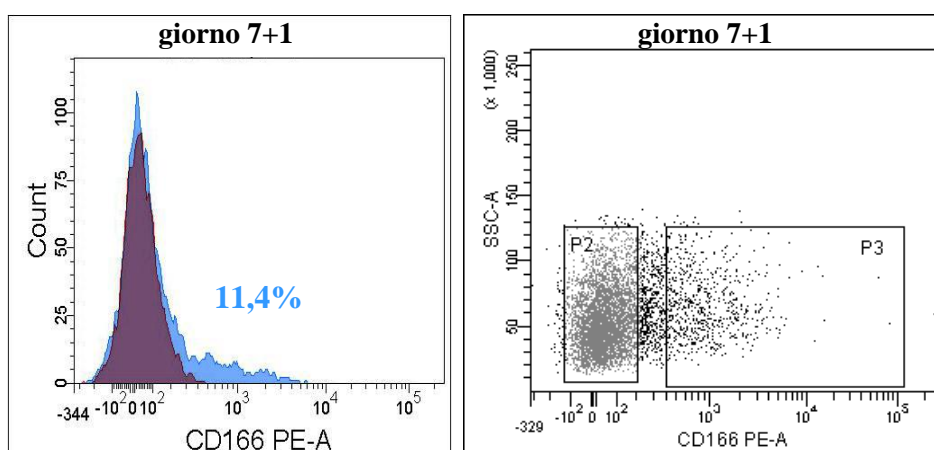 giorno 7+1
Count
100
75
50
25
0
11,4%
-344
-10² 0 10² 10³ 10⁴ 10⁵
CD166 PE-A
giorno 7+1
(x 1,000)
SSC-A
250
200
150
100
50
P2
P3
-329
-10² 0 10² 10³ 10⁴ 10⁵
CD166 PE-A